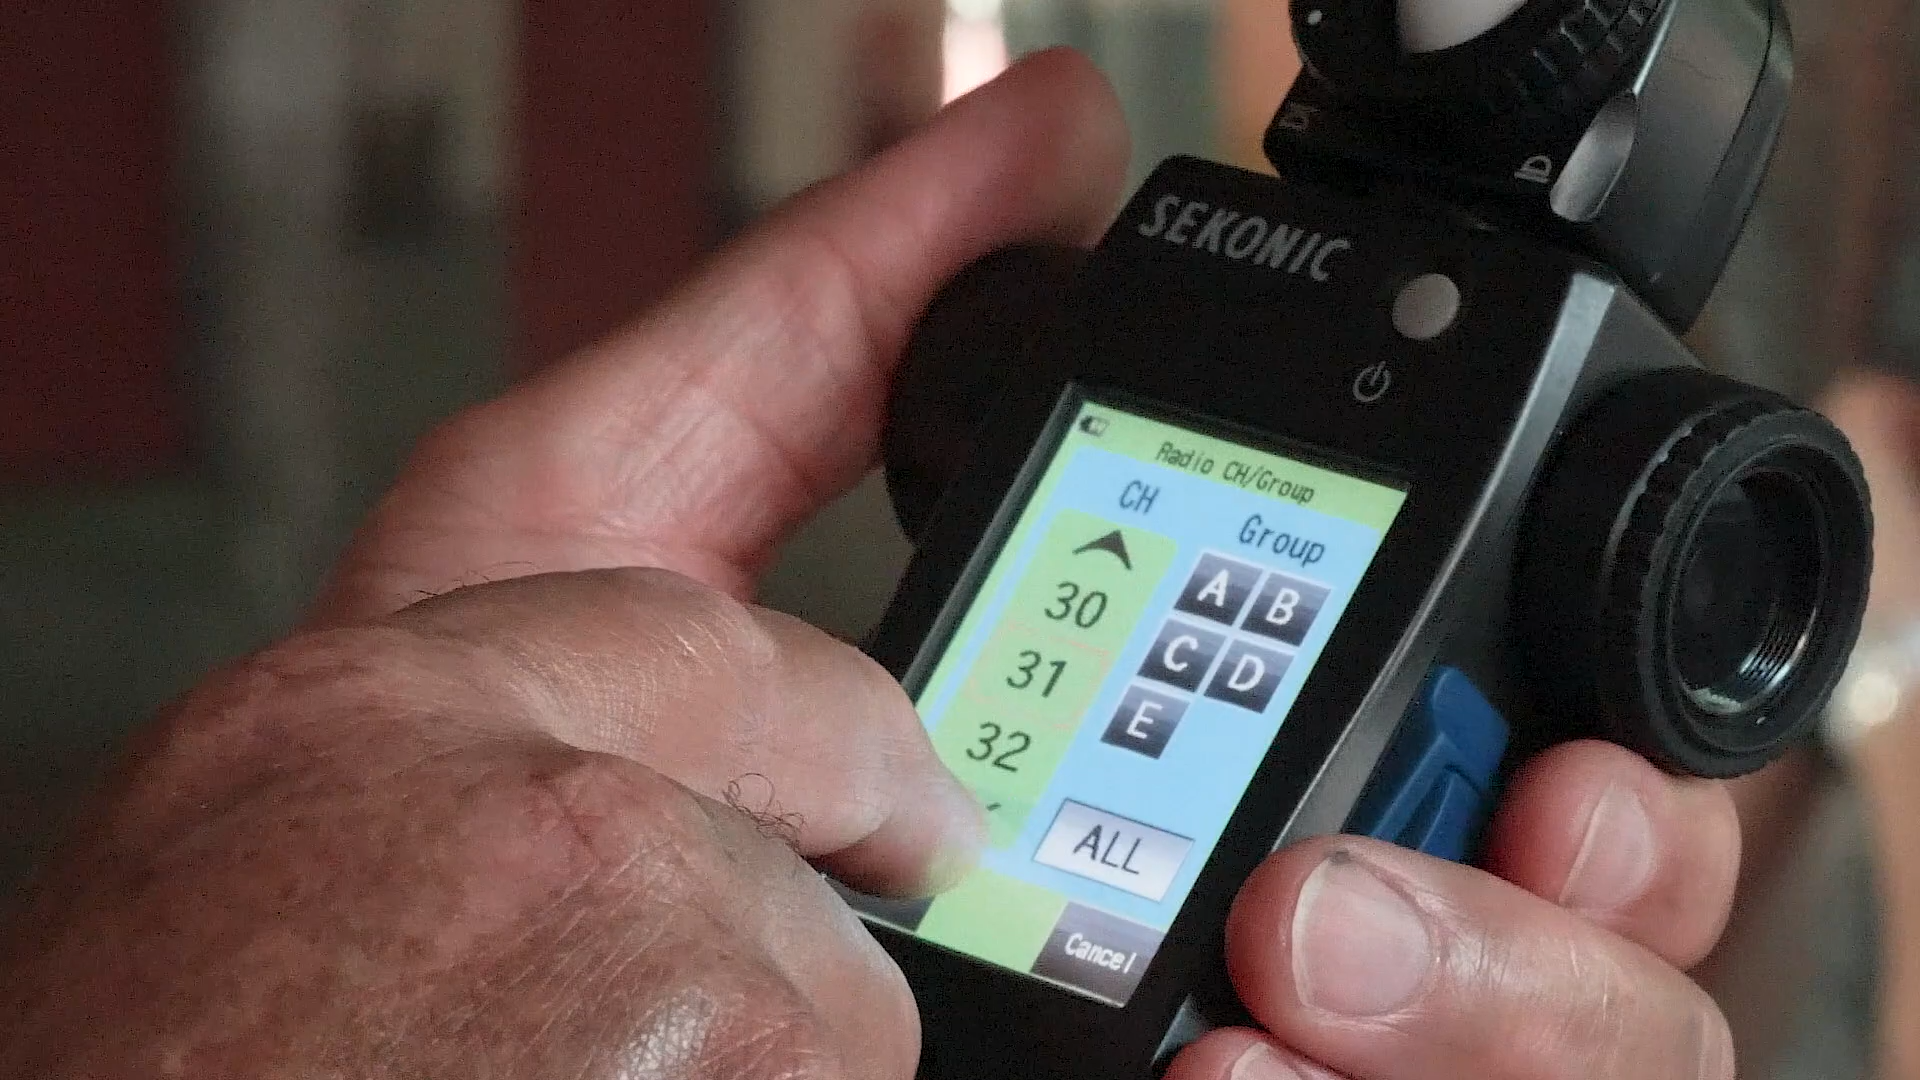 SEKONIC
Radio CH/Group
CH
Group
30
31
32
A
B
C
D
E
ALL
Cancel